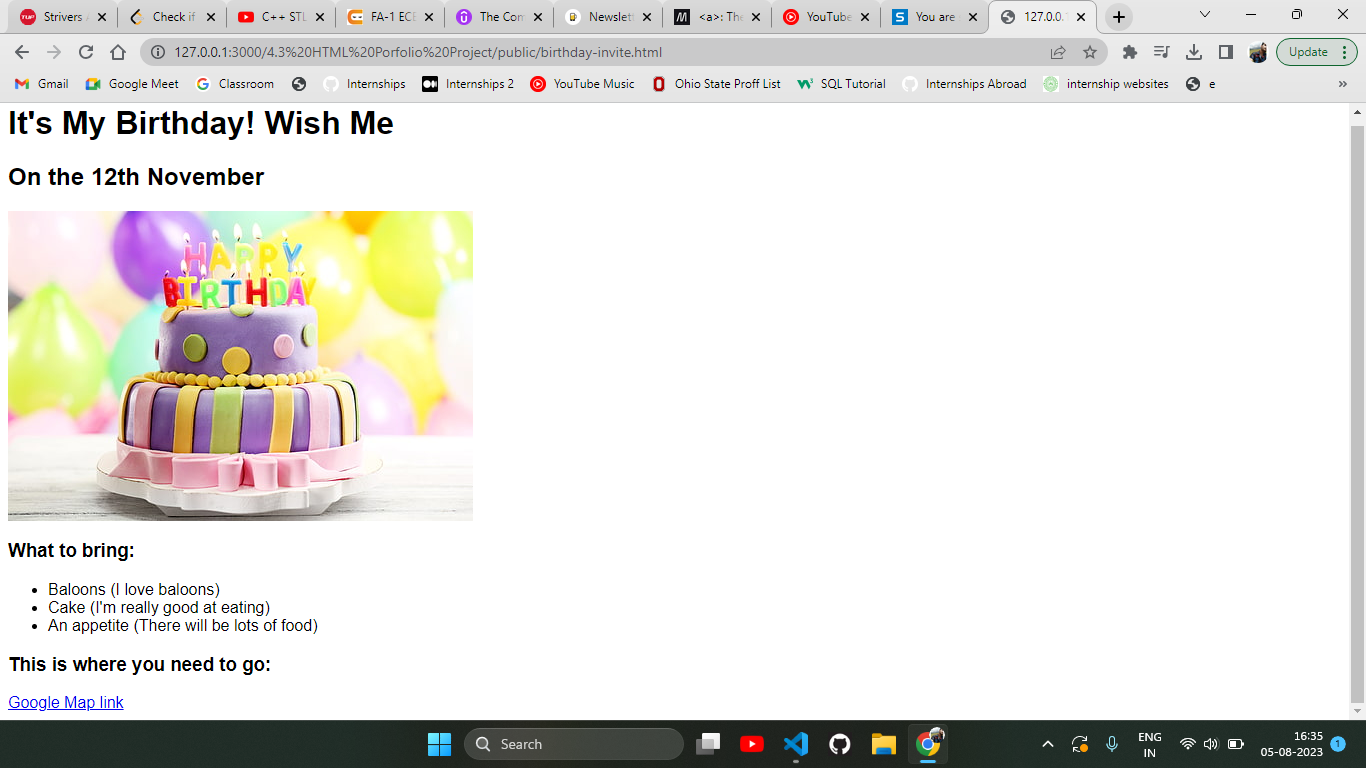 Strivers A
Check if
C++ STL
FA-1 ECE
The Com
Newslett
<a>: The
YouTube
You are
127.0.0.1
127.0.0.1:3000/4.3%20HTML%20Porfolio%20Project/public/birthday-invite.html
Update
Gmail
Google Meet
Classroom
Internships
Internships 2
YouTube Music
Ohio State Proff List
SQL Tutorial
Internships Abroad
internship websites
e
»
It's My Birthday! Wish Me
On the 12th November
HAPPY
BIRTHDAY
What to bring:
• Baloons (I love baloons)
• Cake (I'm really good at eating)
• An appetite (There will be lots of food)
This is where you need to go:
Google Map link
Search
ENG
IN
16:35
05-08-2023
1